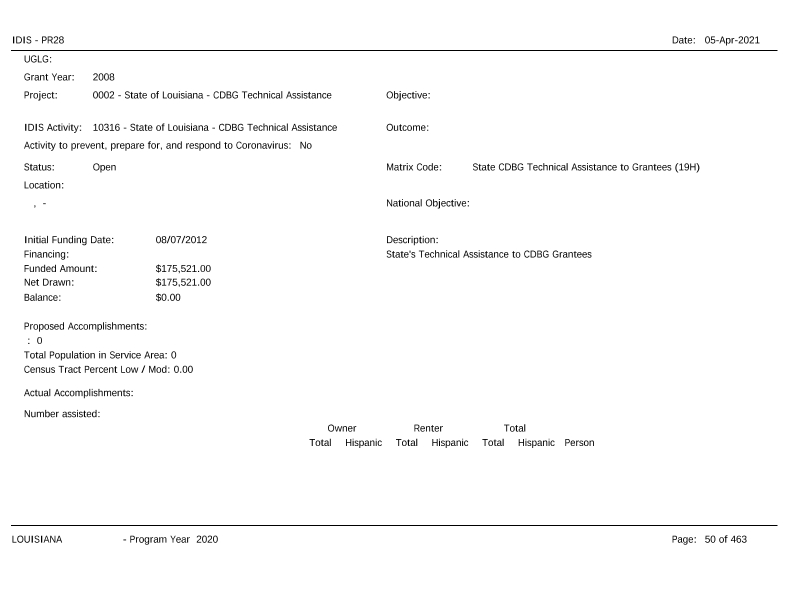 IDIS - PR28 Date: 05-Apr-2021
UGLG:
Grant Year: 2008
Project: 0002 - State of Louisiana - CDBG Technical Assistance Objective:
IDIS Activity: 10316 - State of Louisiana - CDBG Technical Assistance Outcome:
Activity to prevent, prepare for, and respond to Coronavirus: No
Status: Open Matrix Code: State CDBG Technical Assistance to Grantees (19H)
Location:
, - National Objective:
Initial Funding Date: 08/07/2012 Description:
Financing: State's Technical Assistance to CDBG Grantees
Funded Amount: $175,521.00
Net Drawn: $175,521.00
Balance: $0.00
Proposed Accomplishments:
: 0
Total Population in Service Area: 0
Census Tract Percent Low / Mod: 0.00
Actual Accomplishments:
Number assisted:
Owner Renter Total
Total Hispanic Total Hispanic Total Hispanic Person
LOUISIANA - Program Year 2020 Page: 50 of 463